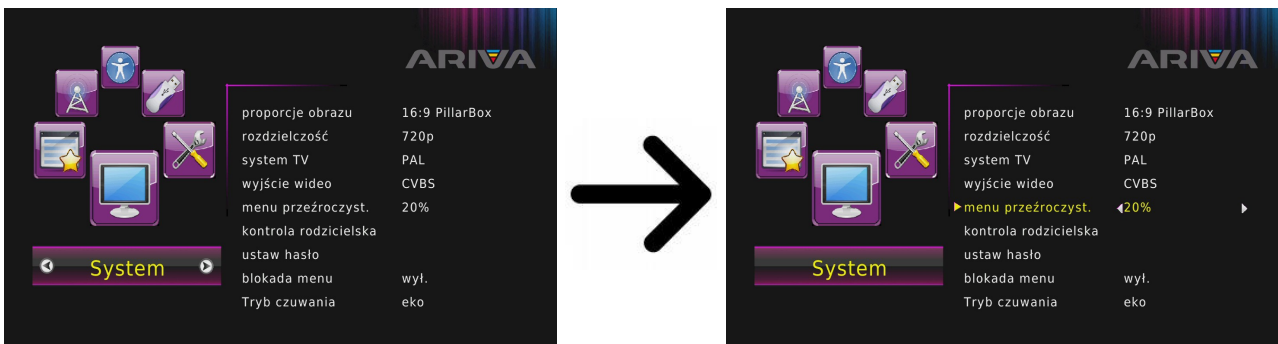 ARIVA
proporcje obrazu 16:9 PillarBox
rozdzielczość 720p
system TV PAL
wyjście wideo CVBS
menu przeźroczyst. 20%
kontrola rodzicielska
ustaw hasło
blokada menu wył.
Tryb czuwania eko
System
ARIVA
proporcje obrazu 16:9 PillarBox
rozdzielczość 720p
system TV PAL
wyjście wideo CVBS
menu przeźroczyst. 20%
kontrola rodzicielska
ustaw hasło
blokada menu wył.
Tryb czuwania eko
System